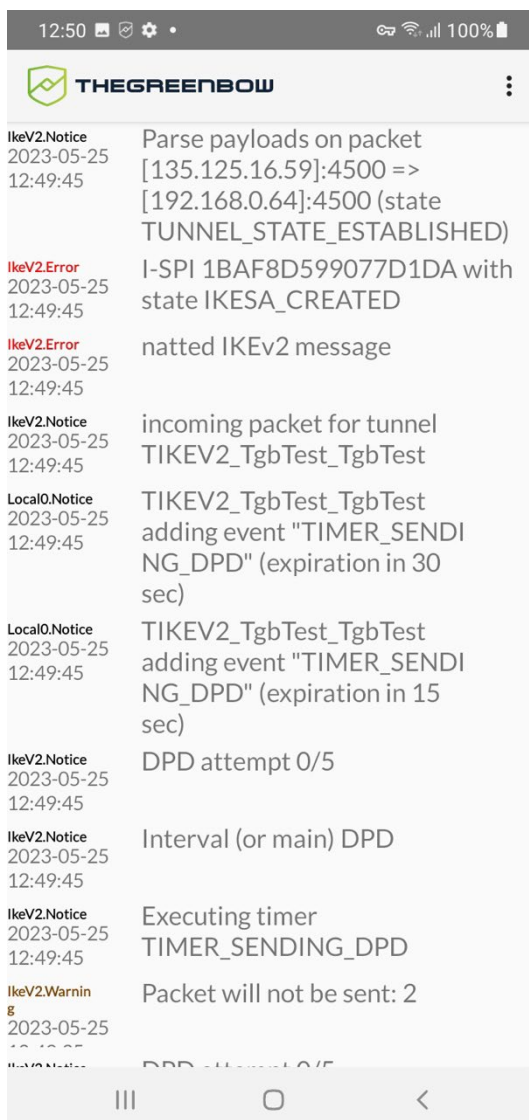 12:50
100%
THEGREENBOW
IkeV2.Notice
2023-05-25
12:49:45
Parse payloads on packet
[135.125.16.59]:4500 =>
[192.168.0.64]:4500 (state
TUNNEL_STATE_ESTABLISHED)
IkeV2.Error
2023-05-25
12:49:45
I-SPI 1BAF8D599077D1DA with
state IKESA_CREATED
IkeV2.Error
2023-05-25
12:49:45
natted IKEv2 message
IkeV2.Notice
2023-05-25
12:49:45
incoming packet for tunnel
TIKEV2_TgbTest_TgbTest
Local0.Notice
2023-05-25
12:49:45
TIKEV2_TgbTest_TgbTest
adding event "TIMER_SENDI
NG_DPD" (expiration in 30
sec)
Local0.Notice
2023-05-25
12:49:45
TIKEV2_TgbTest_TgbTest
adding event "TIMER_SENDI
NG_DPD" (expiration in 15
sec)
IkeV2.Notice
2023-05-25
12:49:45
DPD attempt 0/5
IkeV2.Notice
2023-05-25
12:49:45
Interval (or main) DPD
IkeV2.Notice
2023-05-25
12:49:45
Executing timer
TIMER_SENDING_DPD
IkeV2.Warnin
g
2023-05-25
Packet will not be sent: 2
DPD attempt 0/5